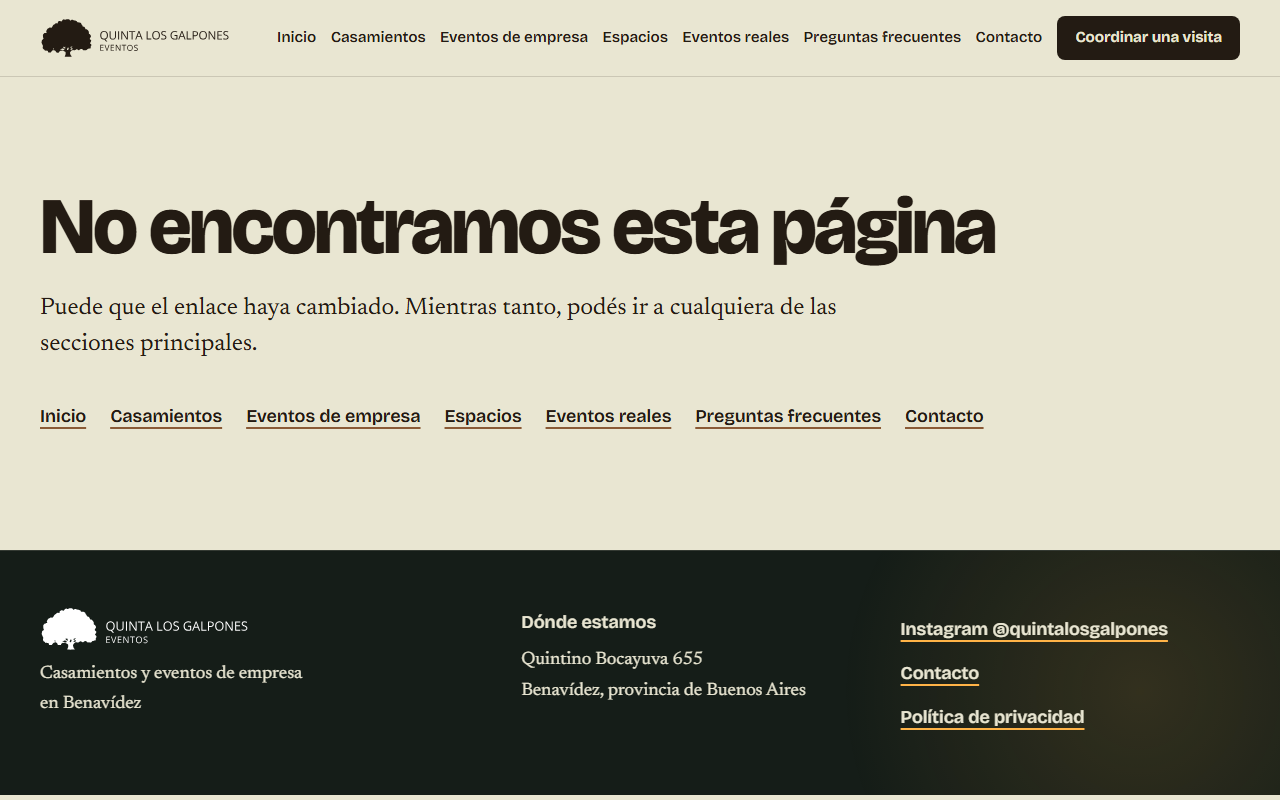 QUINTA LOS GALPONES
EVENTOS
Inicio
Casamientos
Eventos de empresa
Espacios
Eventos reales
Preguntas frecuentes
Contacto
Coordinar una visita
No encontramos esta página
Puede que el enlace haya cambiado. Mientras tanto, podés ir a cualquiera de las
secciones principales.
Inicio
Casamientos
Eventos de empresa
Espacios
Eventos reales
Preguntas frecuentes
Contacto
QUINTA LOS GALPONES
EVENTOS
Casamientos y eventos de empresa
en Benavídez
Dónde estamos
Quintino Bocayuva 655
Benavídez, provincia de Buenos Aires
Instagram @quintalosgalpones
Contacto
Política de privacidad